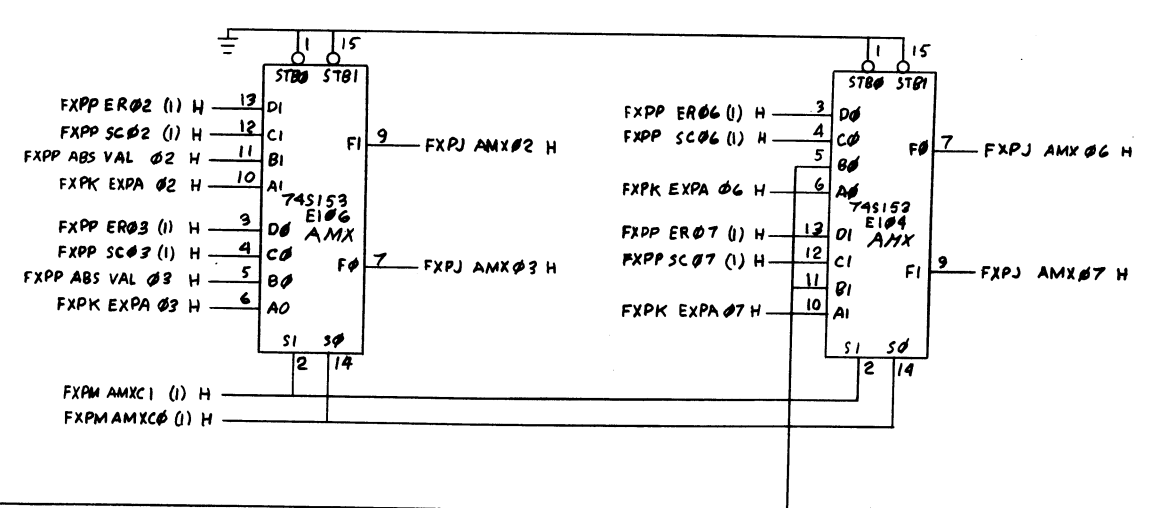 1 15
STBØ STB1
FXPP ERØ2 (1) H 13 D1
FXPP SCØ2 (1) H 12 C1
FXPP ABS VAL Ø2 H 11 B1
FXPK EXPA Ø2 H 10 A1
F1 9 FXPJ AMXØ2 H
74S153
E106
AMX
FXPP ERØ3 (1) H 3 DØ
FXPP SCØ3 (1) H 4 CØ
FXPP ABS VAL Ø3 H 5 BØ
FXPK EXPA Ø3 H 6 A0
FØ 7 FXPJ AMXØ3 H
S1 SØ
2 14
FXPM AMXC1 (1) H
FXPM AMXCØ (1) H
1 15
STBØ STB1
FXPP ERØ6 (1) H 3 DØ
FXPP SCØ6 (1) H 4 CØ
5 BØ
FXPK EXPA Ø6 H 6 AØ
FØ 7 FXPJ AMXØ6 H
74S153
E104
AMX
FXPP ERØ7 (1) H 13 D1
FXPP SCØ7 (1) H 12 C1
11 B1
FXPK EXPA Ø7 H 10 A1
F1 9 FXPJ AMXØ7 H
S1 SØ
2 14